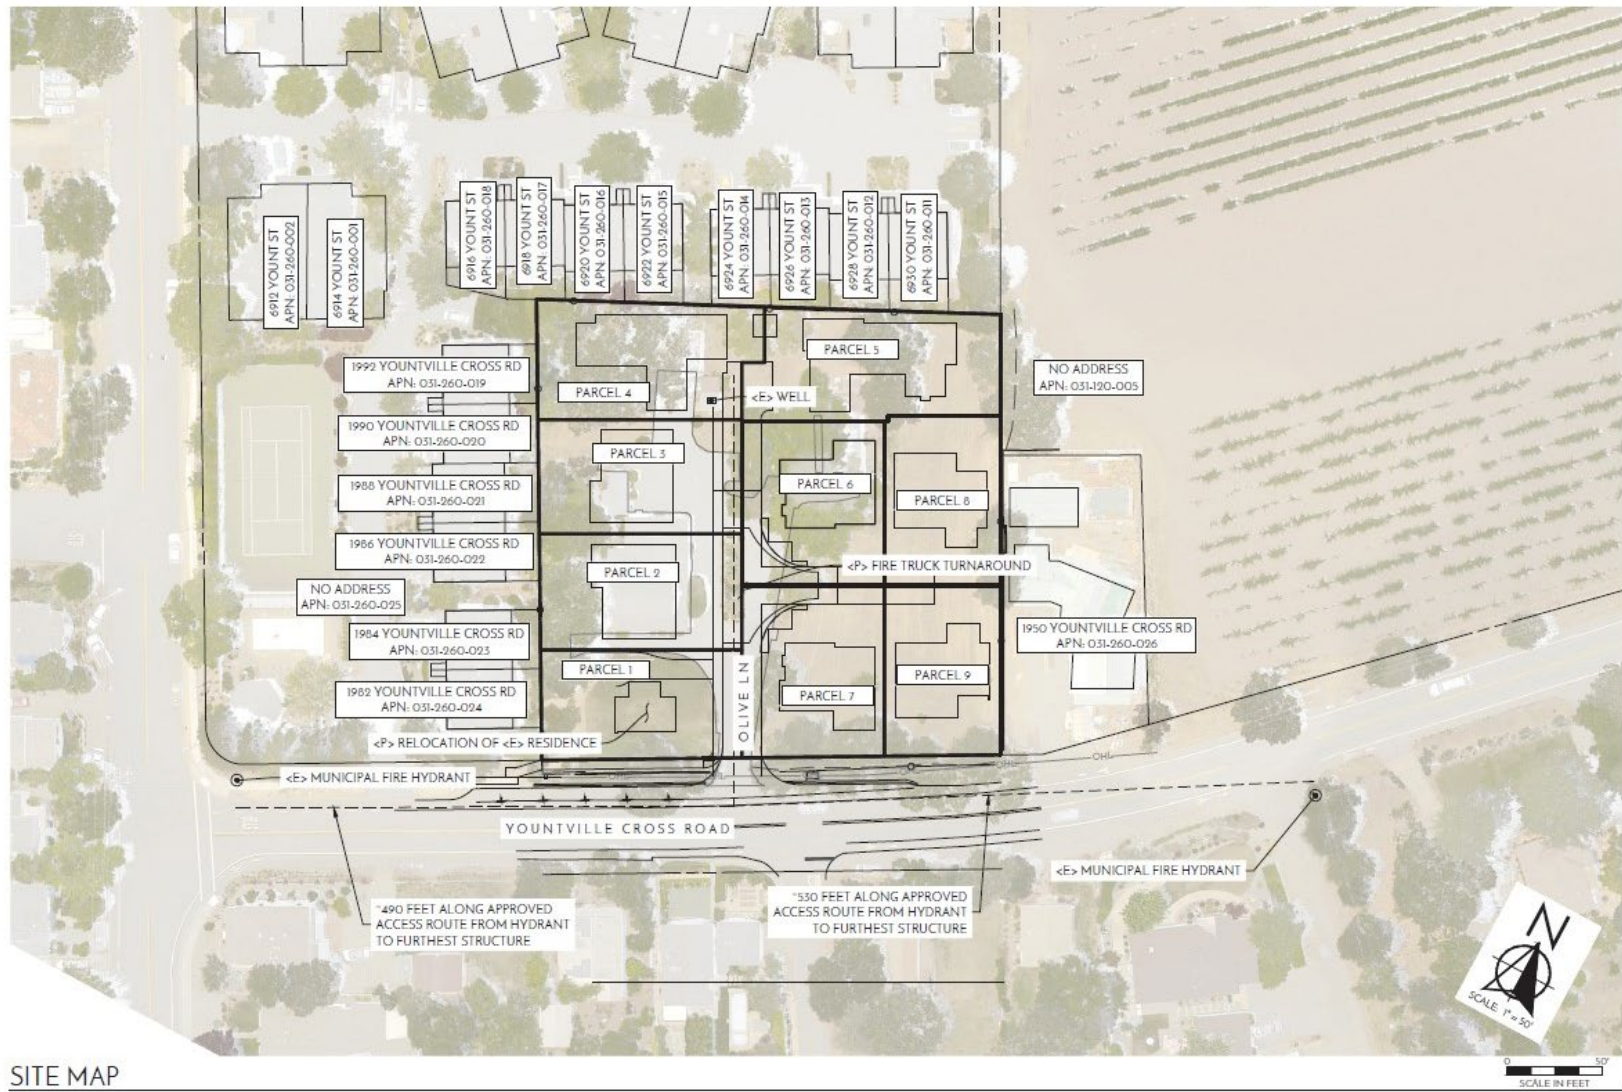 6912 YOUNT ST
APN: 031-260-002
6914 YOUNT ST
APN: 031-260-001
6916 YOUNT ST
APN: 031-260-018
6918 YOUNT ST
APN: 031-260-017
6920 YOUNT ST
APN: 031-260-016
6922 YOUNT ST
APN: 031-260-015
6924 YOUNT ST
APN: 031-260-014
6926 YOUNT ST
APN: 031-260-013
6928 YOUNT ST
APN: 031-260-012
6930 YOUNT ST
APN: 031-260-011
PARCEL 5
1992 YOUNTVILLE CROSS RD
APN: 031-260-019
PARCEL 4
<E> WELL
NO ADDRESS
APN: 031-120-005
1990 YOUNTVILLE CROSS RD
APN: 031-260-020
PARCEL 3
1988 YOUNTVILLE CROSS RD
APN: 031-260-021
PARCEL 6
PARCEL 8
1986 YOUNTVILLE CROSS RD
APN: 031-260-022
PARCEL 2
<P> FIRE TRUCK TURNAROUND
NO ADDRESS
APN: 031-260-025
1984 YOUNTVILLE CROSS RD
APN: 031-260-023
1950 YOUNTVILLE CROSS RD
APN: 031-260-026
PARCEL 1
OLIVE LN
PARCEL 7
PARCEL 9
1982 YOUNTVILLE CROSS RD
APN: 031-260-024
<P> RELOCATION OF <E> RESIDENCE
OHL
OHL
OHL
<E> MUNICIPAL FIRE HYDRANT
YOUNTVILLE CROSS ROAD
<E> MUNICIPAL FIRE HYDRANT
~490 FEET ALONG APPROVED
ACCESS ROUTE FROM HYDRANT
TO FURTHEST STRUCTURE
~530 FEET ALONG APPROVED
ACCESS ROUTE FROM HYDRANT
TO FURTHEST STRUCTURE
N
SCALE: 1" = 50'
SITE MAP
0 50'
SCALE IN FEET